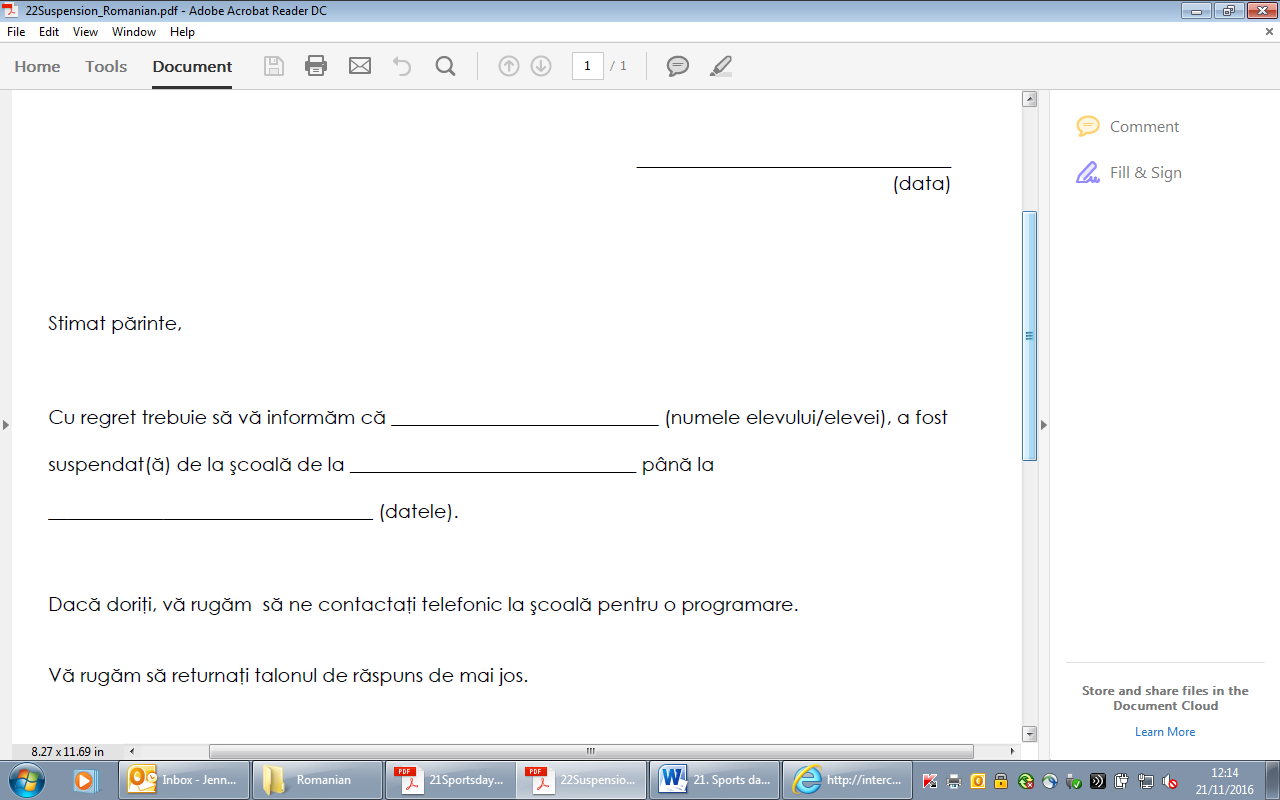 22Suspension_Romanian.pdf - Adobe Acrobat Reader DC
File Edit View Window Help
Home Tools Document 1 / 1
Comment
Fill & Sign
______________________________
(data)
Stimat părinte,
Cu regret trebuie să vă informăm că __________________________ (numele elevului/elevei), a fost
suspendat(ă) de la şcoală de la ____________________________ până la
________________________________ (datele).
Dacă doriți, vă rugăm  să ne contactați telefonic la şcoală pentru o programare.
Vă rugăm să returnați talonul de răspuns de mai jos.
Store and share files in the
Document Cloud
Learn More
8.27 x 11.69 in
Inbox - Jenn... Romanian 21Sportsday... 22Suspensio... 21. Sports da... http://interc... 12:14
21/11/2016